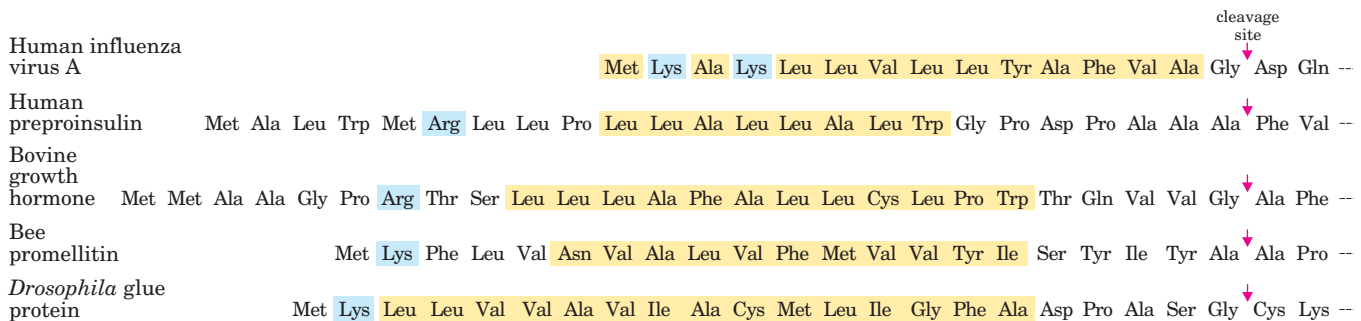 cleavage
site
Human influenza
virus A Met Lys Ala Lys Leu Leu Val Leu Leu Tyr Ala Phe Val Ala Gly Asp Gln ---
Human
preproinsulin Met Ala Leu Trp Met Arg Leu Leu Pro Leu Leu Ala Leu Leu Ala Leu Trp Gly Pro Asp Pro Ala Ala Ala Phe Val ---
Bovine
growth
hormone Met Met Ala Ala Gly Pro Arg Thr Ser Leu Leu Leu Ala Phe Ala Leu Leu Cys Leu Pro Trp Thr Gln Val Val Gly Ala Phe ---
Bee
promellitin Met Lys Phe Leu Val Asn Val Ala Leu Val Phe Met Val Val Tyr Ile Ser Tyr Ile Tyr Ala Ala Pro ---
Drosophila glue
protein Met Lys Leu Leu Val Val Ala Val Ile Ala Cys Met Leu Ile Gly Phe Ala Asp Pro Ala Ser Gly Cys Lys ---